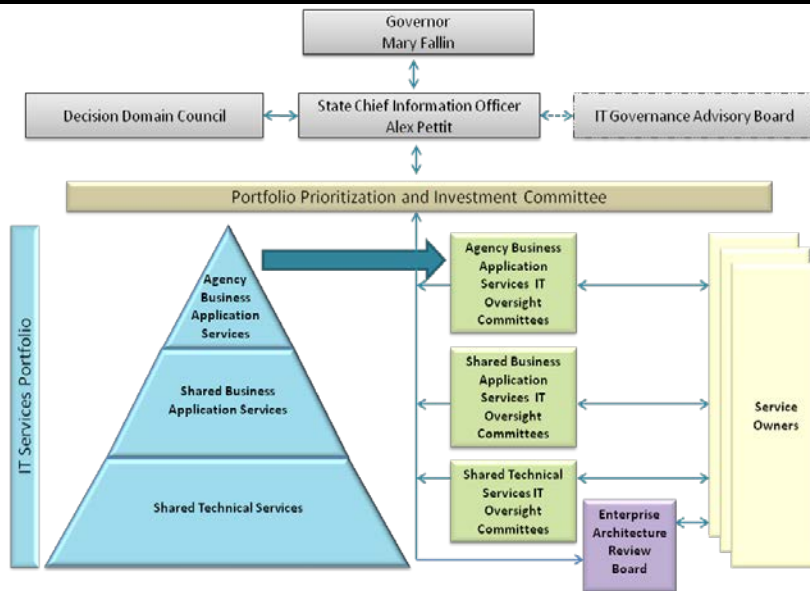 Governor
Mary Fallin
Decision Domain Council
State Chief Information Officer
Alex Pettit
IT Governance Advisory Board
Portfolio Prioritization and Investment Committee
IT Services Portfolio
Agency
Business
Application
Services
Shared Business
Application Services
Shared Technical Services
Agency Business
Application
Services IT
Oversight
Committees
Shared Business
Application
Services IT
Oversight
Committees
Shared Technical
Services IT
Oversight
Committees
Enterprise
Architecture
Review
Board
Service
Owners